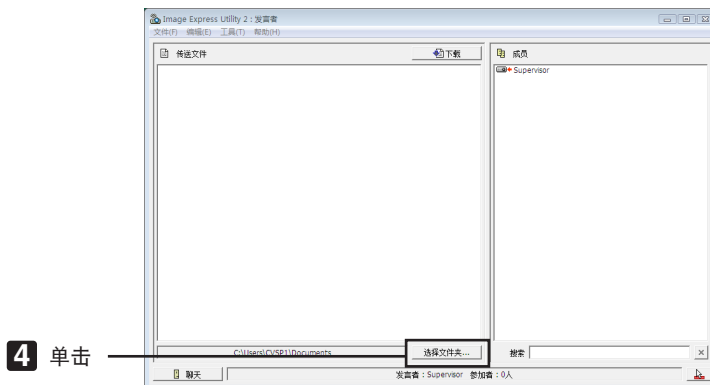 Image Express Utility 2 : 发言者
文件(F) 编辑(E) 工具(T) 帮助(H)
传送文件
下载
成员
Supervisor
4 单击
C:\Users\CVSP1\Documents
选择文件夹...
搜索
聊天
发言者 : Supervisor 参加者 : 0人